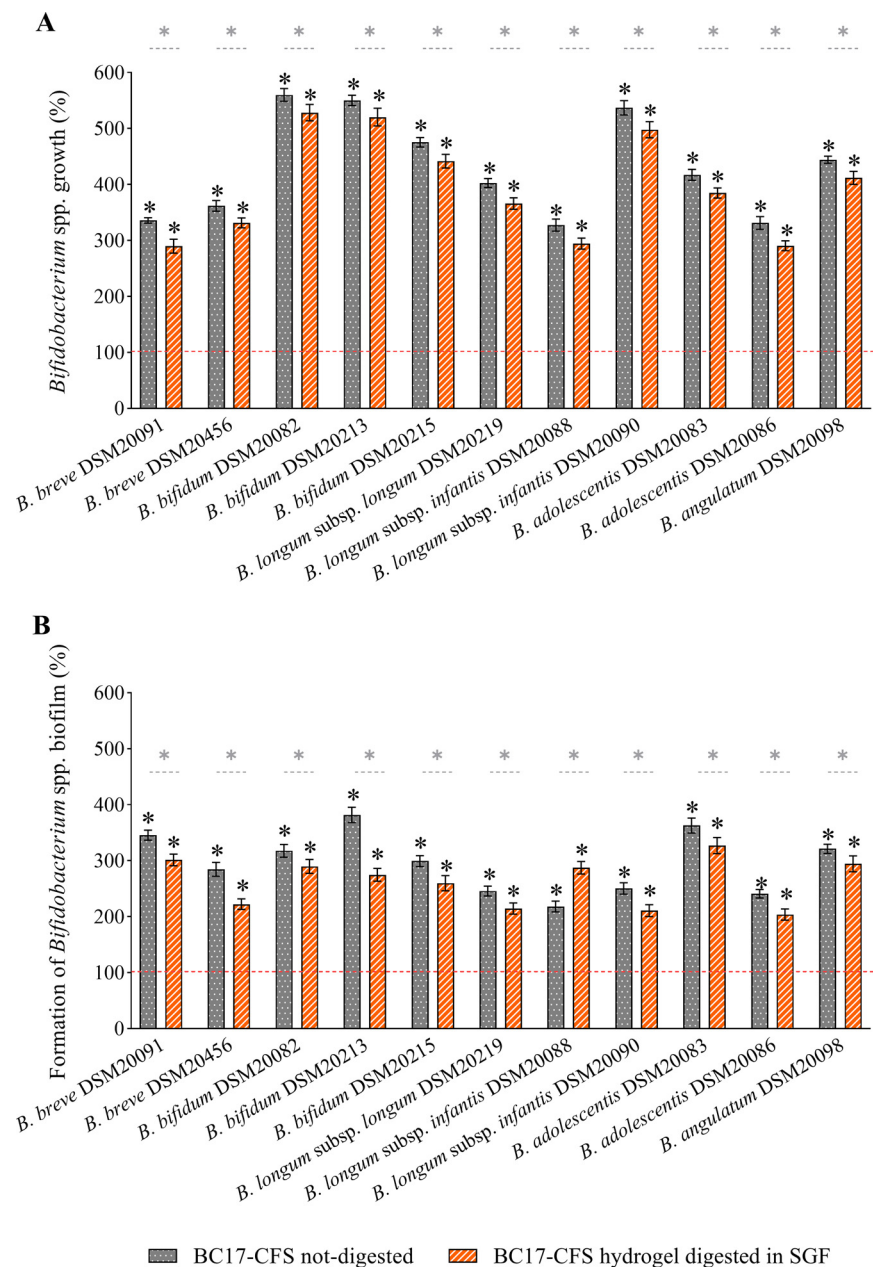 A
* * * * * * * * * * *
Bifidobacterium spp. growth (%)
600
500
400
300
200
100
0
* * * * * * * * * * * * * * * * * * * * * *
B. breve DSM20091
B. breve DSM20456
B. bifidum DSM20082
B. bifidum DSM20213
B. bifidum DSM20215
B. longum subsp. longum DSM20219
B. longum subsp. infantis DSM20088
B. longum subsp. infantis DSM20090
B. adolescentis DSM20083
B. adolescentis DSM20086
B. angulatum DSM20098
B
Formation of Bifidobacterium spp. biofilm (%)
600
500
400
300
200
100
0
* * * * * * * * * * *
* * * * * * * * * * * * * * * * * * * * * *
B. breve DSM20091
B. breve DSM20456
B. bifidum DSM20082
B. bifidum DSM20213
B. bifidum DSM20215
B. longum subsp. longum DSM20219
B. longum subsp. infantis DSM20088
B. longum subsp. infantis DSM20090
B. adolescentis DSM20083
B. adolescentis DSM20086
B. angulatum DSM20098
BC17-CFS not-digested
BC17-CFS hydrogel digested in SGF